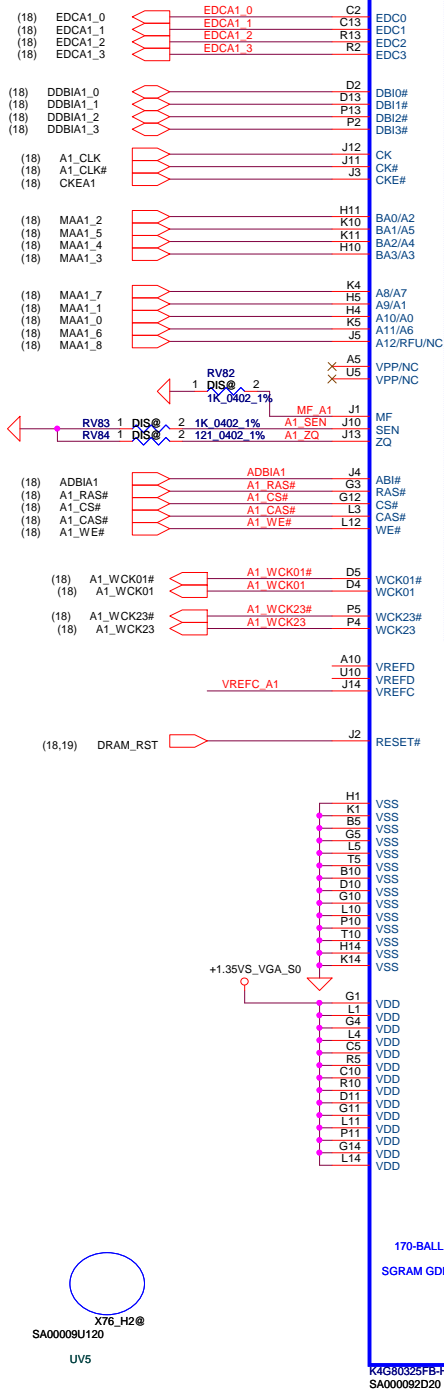 (18) EDCA1_0 EDCA1_0 C2 EDC0
(18) EDCA1_1 EDCA1_1 C13 EDC1
(18) EDCA1_2 EDCA1_2 R13 EDC2
(18) EDCA1_3 EDCA1_3 R2 EDC3
(18) DDBIA1_0 D2 DBI0#
(18) DDBIA1_1 D13 DBI1#
(18) DDBIA1_2 P13 DBI2#
(18) DDBIA1_3 P2 DBI3#
(18) A1_CLK J12 CK
(18) A1_CLK# J11 CK#
(18) CKEA1 J3 CKE#
(18) MAA1_2 H11 BA0/A2
(18) MAA1_5 K10 BA1/A5
(18) MAA1_4 K11 BA2/A4
(18) MAA1_3 H10 BA3/A3
(18) MAA1_7 K4 A8/A7
(18) MAA1_1 H5 A9/A1
(18) MAA1_0 H4 A10/A0
(18) MAA1_6 K5 A11/A6
(18) MAA1_8 J5 A12/RFU/NC
A5 VPP/NC
U5 VPP/NC
RV82
1 DIS@ 2
1K_0402_1%
MF_A1 J1 MF
RV83 1 DIS@ 2 1K_0402_1% A1_SEN J10 SEN
RV84 1 DIS@ 2 121_0402_1% A1_ZQ J13 ZQ
(18) ADBIA1 ADBIA1 J4 ABI#
(18) A1_RAS# A1_RAS# G3 RAS#
(18) A1_CS# A1_CS# G12 CS#
(18) A1_CAS# A1_CAS# L3 CAS#
(18) A1_WE# A1_WE# L12 WE#
(18) A1_WCK01# A1_WCK01# D5 WCK01#
(18) A1_WCK01 A1_WCK01 D4 WCK01
(18) A1_WCK23# A1_WCK23# P5 WCK23#
(18) A1_WCK23 A1_WCK23 P4 WCK23
A10 VREFD
U10 VREFD
VREFC_A1 J14 VREFC
(18,19) DRAM_RST J2 RESET#
H1 VSS
K1 VSS
B5 VSS
G5 VSS
L5 VSS
T5 VSS
B10 VSS
D10 VSS
G10 VSS
L10 VSS
P10 VSS
T10 VSS
H14 VSS
K14 VSS
+1.35VS_VGA_S0
G1 VDD
L1 VDD
G4 VDD
L4 VDD
C5 VDD
R5 VDD
C10 VDD
R10 VDD
D11 VDD
G11 VDD
L11 VDD
P11 VDD
G14 VDD
L14 VDD
170-BALL
SGRAM GD
X76_H2@
SA00009U120
UV5
K4G80325FB-
SA000092D20